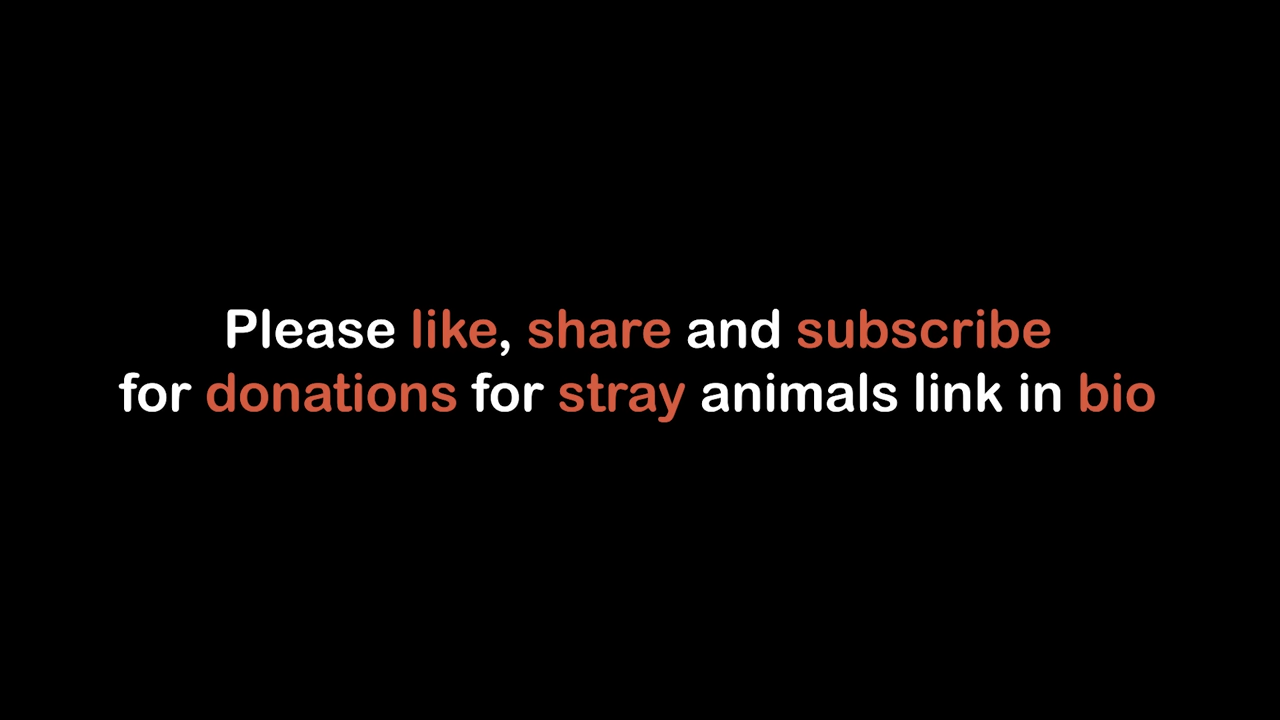 Please like, share and subscribe
for donations for stray animals link in bio